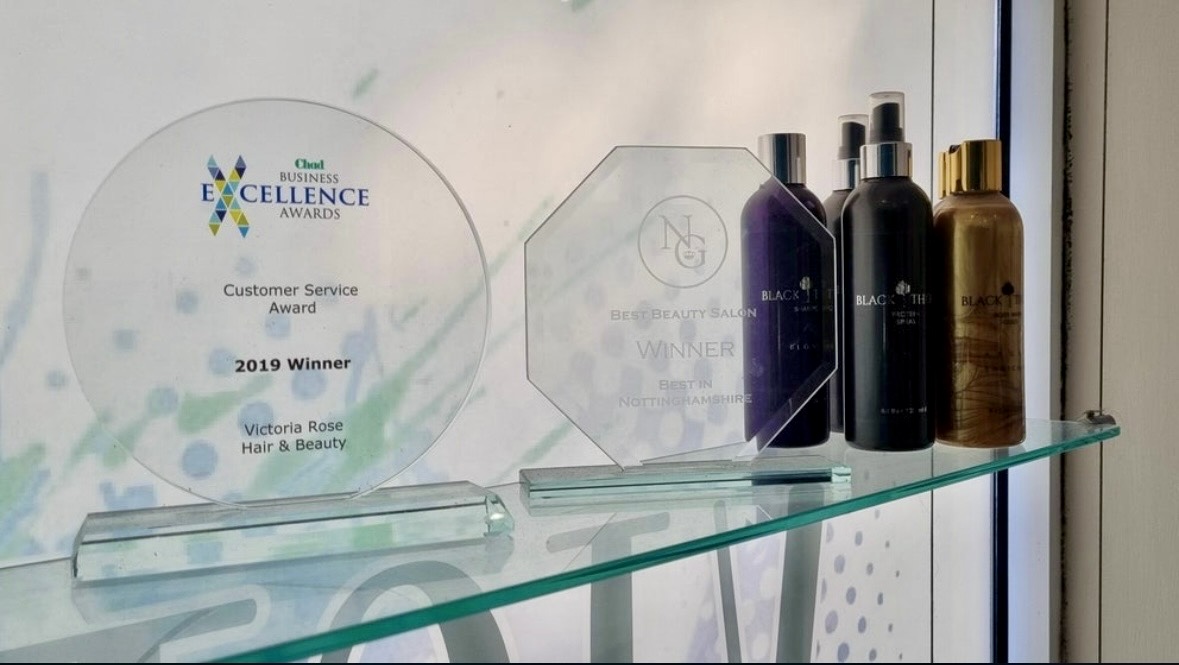 Chad
BUSINESS
EXCELLENCE
AWARDS
Customer Service
Award
2019 Winner
Victoria Rose
Hair & Beauty
NG
BEST BEAUTY SALON
WINNER
BEST IN
NOTTINGHAMSHIRE
BLACK
BLACK
BLACK